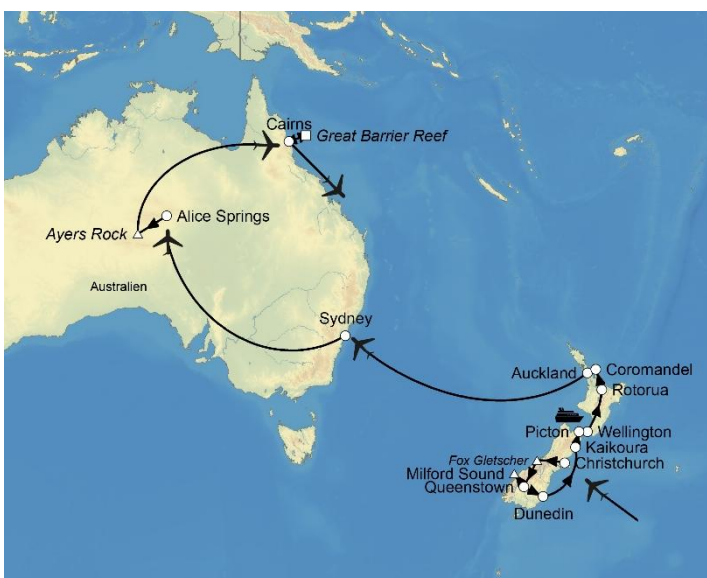 Cairns
Great Barrier Reef
Alice Springs
Ayers Rock
Australien
Sydney
Auckland
Coromandel
Rotorua
Picton
Wellington
Kaikoura
Fox Gletscher
Christchurch
Milford Sound
Queenstown
Dunedin